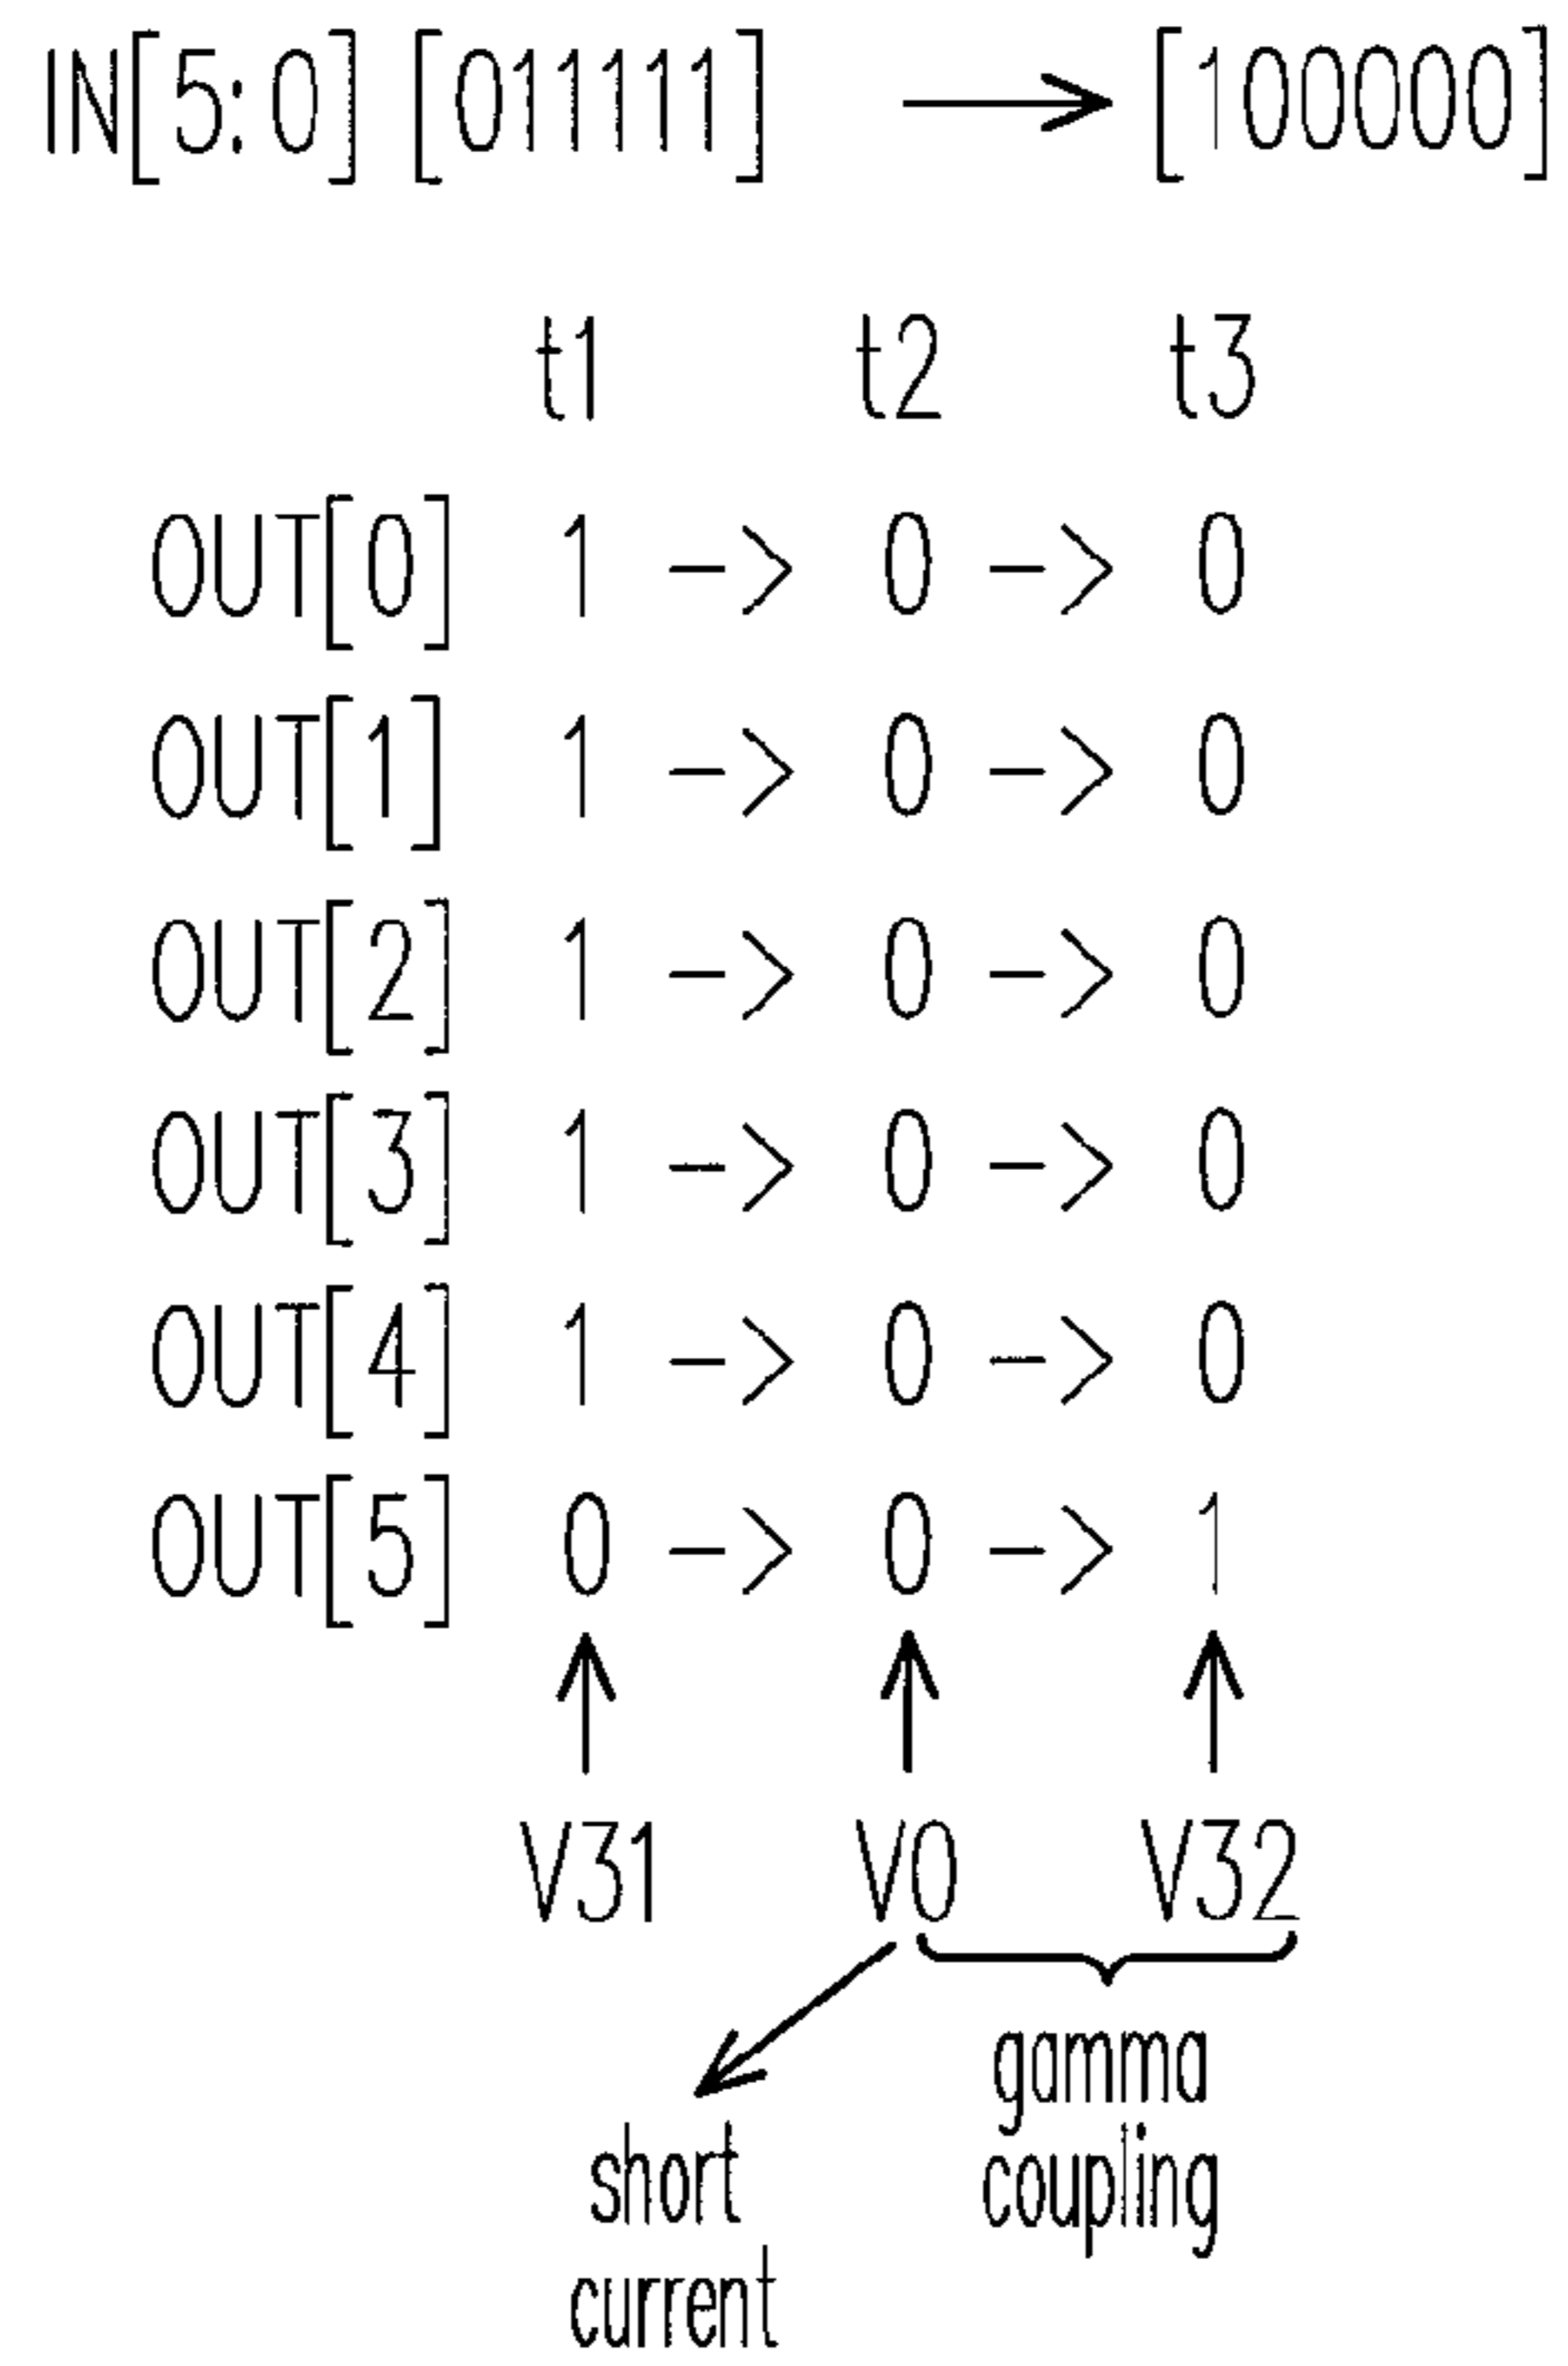 IN[5:0] [011111] → [100000]
t1 t2 t3
OUT[0] 1 -> 0 -> 0
OUT[1] 1 -> 0 -> 0
OUT[2] 1 -> 0 -> 0
OUT[3] 1 -> 0 -> 0
OUT[4] 1 -> 0 -> 0
OUT[5] 0 -> 0 -> 1
V31 V0 V32
gamma
coupling
short
current